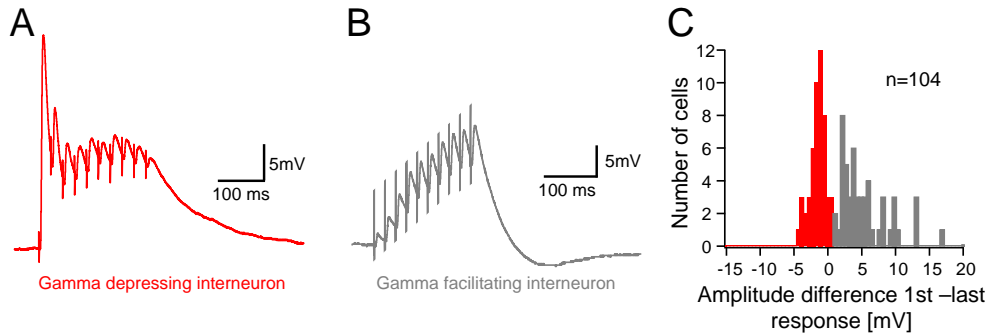 A
5mV
100 ms
Gamma depressing interneuron
B
5mV
100 ms
Gamma facilitating interneuron
C
Number of cells
12
10
8
6
4
2
0
n=104
-15 -10 -5 0 5 10 15 20
Amplitude difference 1st –last
response [mV]